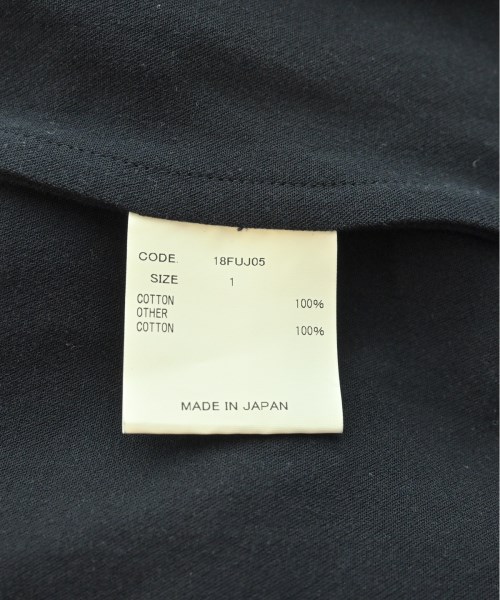 CODE. 18FUJ05
SIZE 1
COTTON 100%
OTHER
COTTON 100%
MADE IN JAPAN